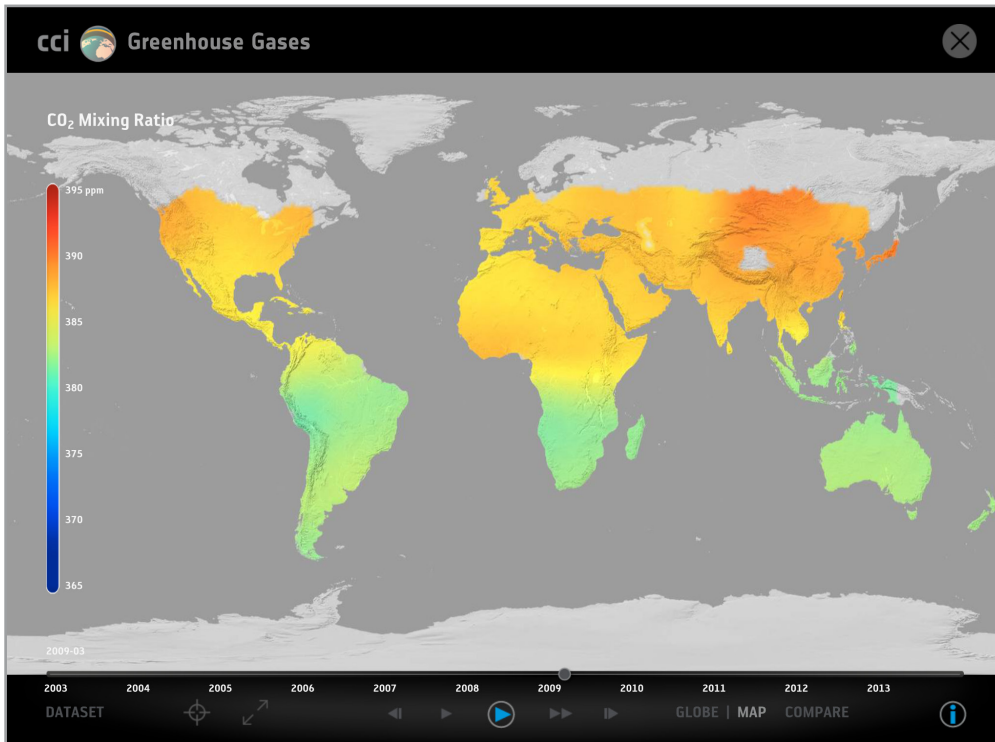 cci Greenhouse Gases
CO₂ Mixing Ratio
395 ppm
390
385
380
375
370
365
2009-03
2003 2004 2005 2006 2007 2008 2009 2010 2011 2012 2013
DATASET GLOBE | MAP COMPARE